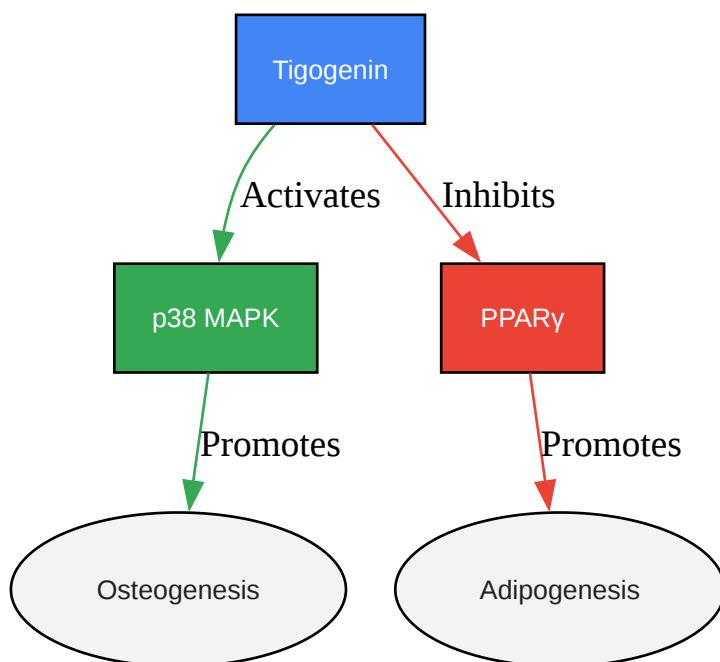 Tigogenin
Activates
Inhibits
p38 MAPK
PPARγ
Promotes
Promotes
Osteogenesis
Adipogenesis